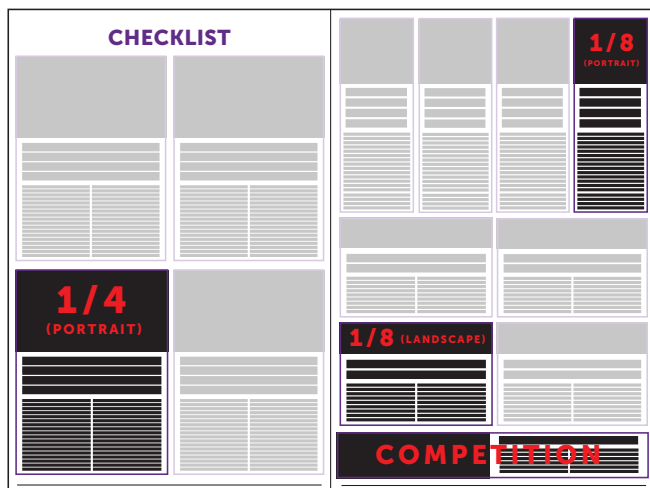 CHECKLIST
1/4
(PORTRAIT)
1/8
(PORTRAIT)
1/8 (LANDSCAPE)
COMPETITION